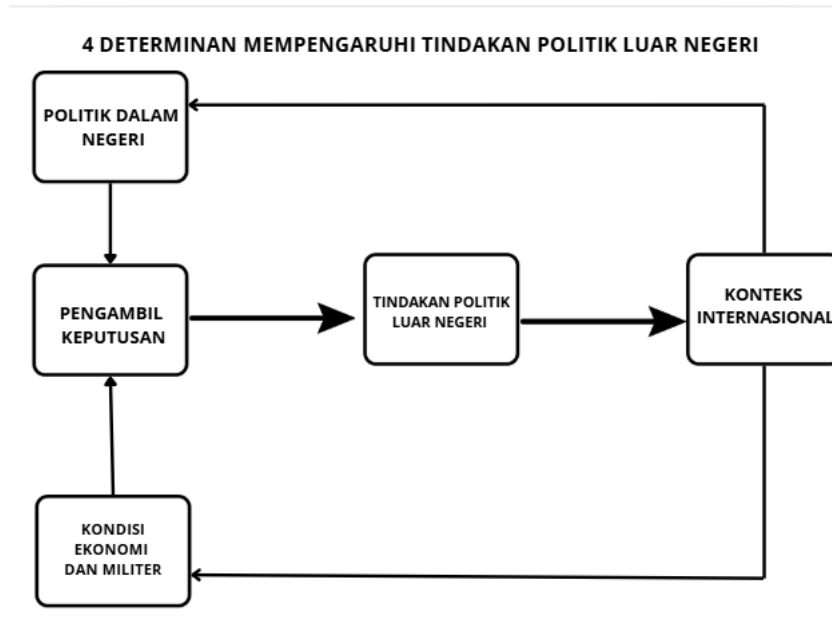 4 DETERMINAN MEMPENGARUHI TINDAKAN POLITIK LUAR NEGERI
POLITIK DALAM
NEGERI
PENGAMBIL
KEPUTUSAN
TINDAKAN POLITIK
LUAR NEGERI
KONTEKS
INTERNASIONAL
KONDISI
EKONOMI
DAN MILITER